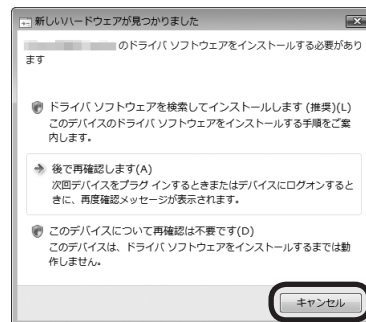 新しいハードウェアが見つかりました
のドライバ ソフトウェアをインストールする必要があり
ます
ドライバ ソフトウェアを検索してインストールします (推奨)(L)
このデバイスのドライバ ソフトウェアをインストールする手順をご案
内します。
後で再確認します(A)
次回デバイスをプラグ インするときまたはデバイスにログオンすると
きに、再度確認メッセージが表示されます。
このデバイスについて再確認は不要です(D)
このデバイスは、ドライバ ソフトウェアをインストールするまでは動
作しません。
キャンセル